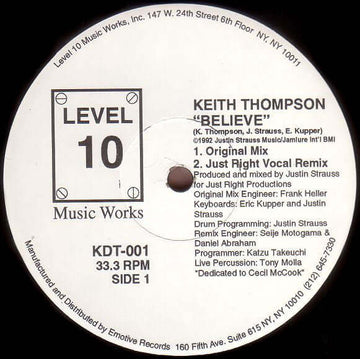 Level 10 Music Works, Inc. 147 W. 24th Street 6th Floor NY, NY 10011
LEVEL
10
Music Works
KDT-001
33.3 RPM
SIDE 1
KEITH THOMPSON
“BELIEVE”
(K. Thompson, J. Strauss, E. Kupper)
©1992 Justin Strauss Music/Jamture Int'l BMI
1. Original Mix
2. Just Right Vocal Remix
Produced and mixed by Justin Strauss
for Just Right Productions
Original Mix Engineer: Frank Heller
Keyboards: Eric Kupper and Justin
Strauss
Drum Programming: Justin Strauss
Remix Engineer: Seije Motogama &
Daniel Abraham
Programmer: Katzu Takeuchi
Live Percussion: Tony Molla
"Dedicated to Cecil McCook"
Manufactured and Distributed by Emotive Records 160 Fifth Ave. Suite 615 NY, NY 10010 (212) 645-7330